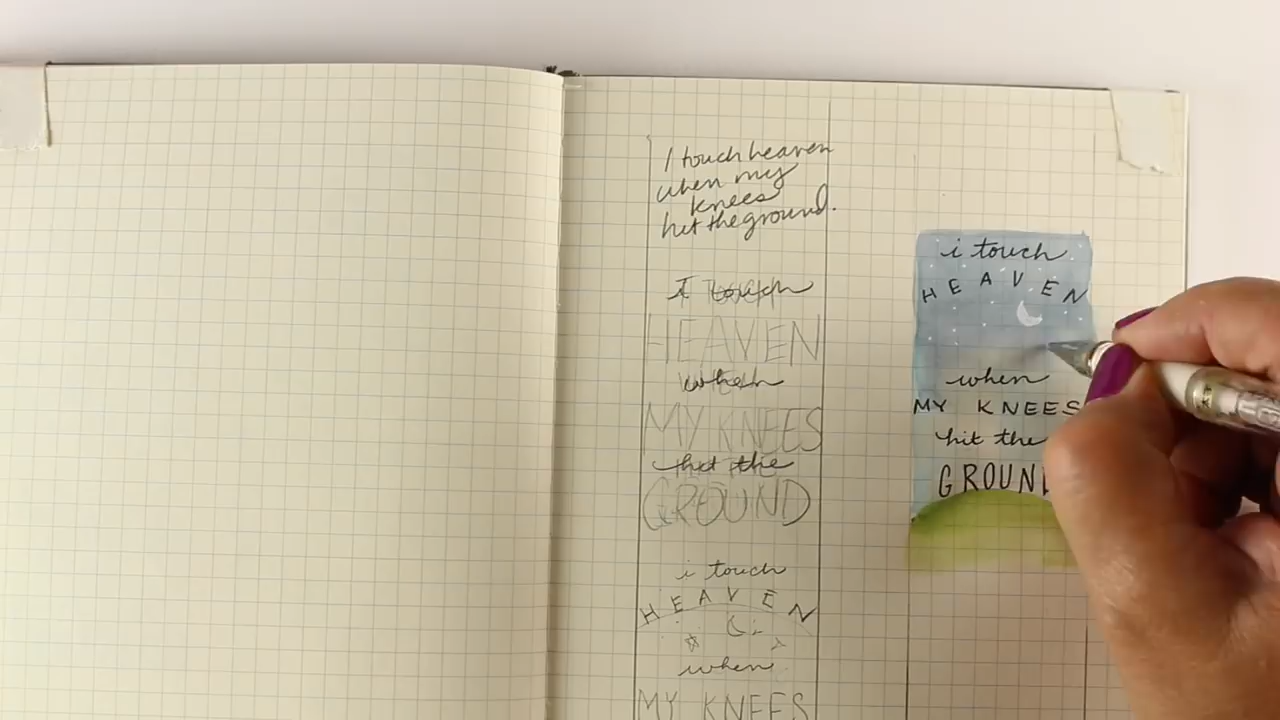 I touch heaven
when my
knees
hit the ground.
I touch
HEAVEN
when
MY KNEES
hit the
GROUND
i touch
HEAVEN
when
MY KNEES
i touch
HEAVEN
when
MY KNEES
hit the
GROUND